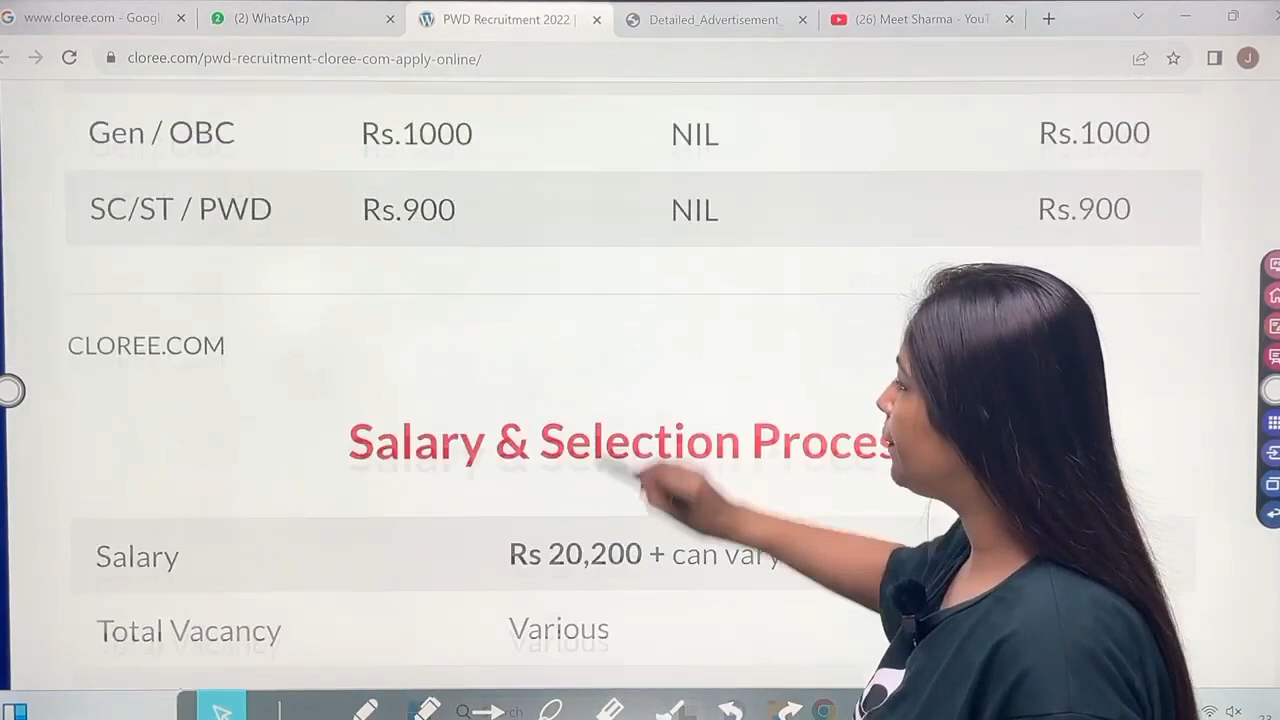 www.cloree.com - Googl
(2) WhatsApp
PWD Recruitment 2022 |
Detailed_Advertisement_
(26) Meet Sharma - YouT
cloree.com/pwd-recruitment-cloree-com-apply-online/
J
Gen / OBC Rs.1000 NIL Rs.1000
SC/ST / PWD Rs.900 NIL Rs.900
CLOREE.COM
Salary & Selection Proces
Salary Rs 20,200 + can vary
Total Vacancy Various